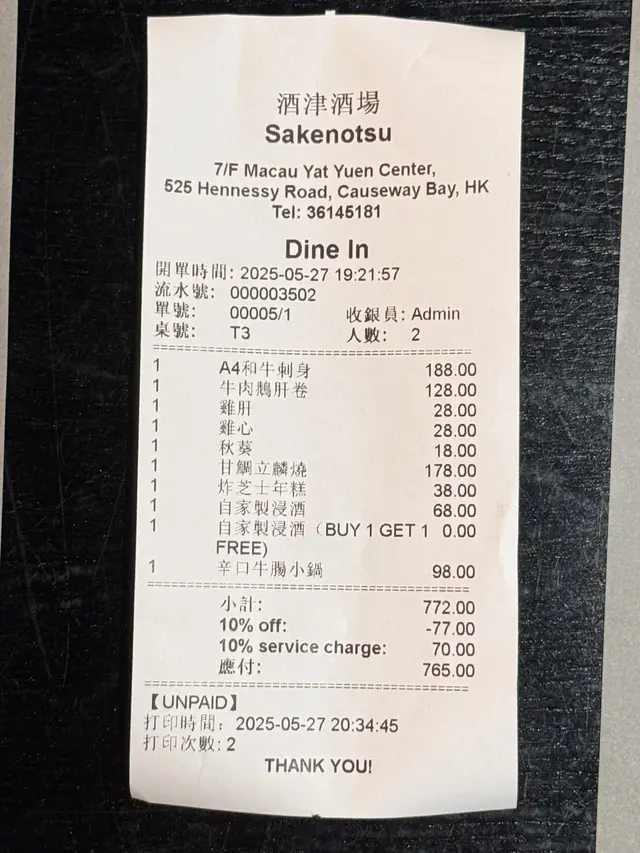 酒津酒場
Sakenotsu
7/F Macau Yat Yuen Center,
525 Hennessy Road, Causeway Bay, HK
Tel: 36145181
Dine In
開單時間: 2025-05-27 19:21:57
流水號: 000003502
單號: 00005/1 收銀員: Admin
桌號: T3 人數: 2
1 A4和牛刺身 188.00
1 牛肉鵝肝卷 128.00
1 雞肝 28.00
1 雞心 28.00
1 秋葵 18.00
1 甘鯛立麟燒 178.00
1 炸芝士年糕 38.00
1 自家製浸酒 68.00
1 自家製浸酒（BUY 1 GET 1 0.00
FREE)
1 辛口牛腸小鍋 98.00
小計: 772.00
10% off: -77.00
10% service charge: 70.00
應付: 765.00
【UNPAID】
打印時間: 2025-05-27 20:34:45
打印次數: 2
THANK YOU!